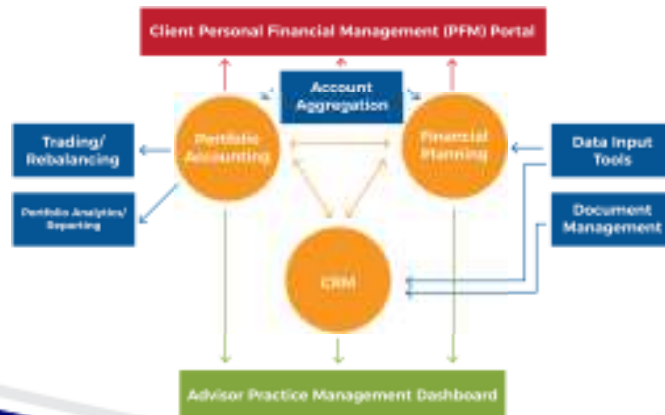 Client Personal Financial Management (PFM) Portal
Account
Aggregation
Portfolio
Accounting
Financial
Planning
Trading/
Rebalancing
Data Input
Tools
Portfolio Analytics/
Reporting
Document
Management
CRM
Advisor Practice Management Dashboard